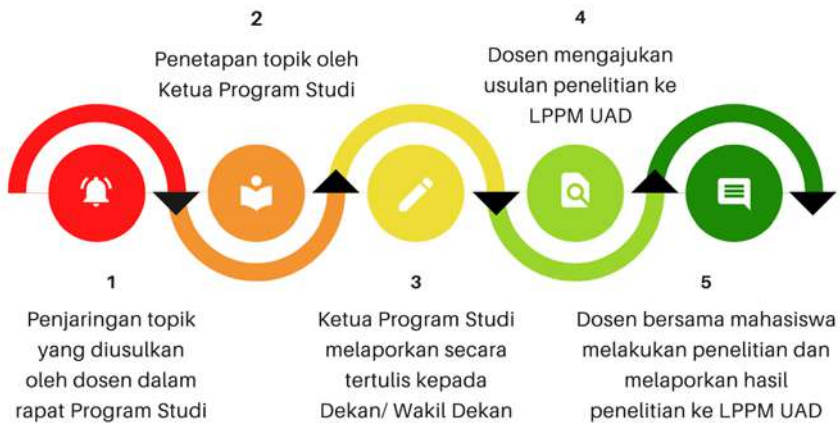 1
Penjaringan topik
yang diusulkan
oleh dosen dalam
rapat Program Studi
2
Penetapan topik oleh
Ketua Program Studi
3
Ketua Program Studi
melaporkan secara
tertulis kepada
Dekan/ Wakil Dekan
4
Dosen mengajukan
usulan penelitian ke
LPPM UAD
5
Dosen bersama mahasiswa
melakukan penelitian dan
melaporkan hasil
penelitian ke LPPM UAD